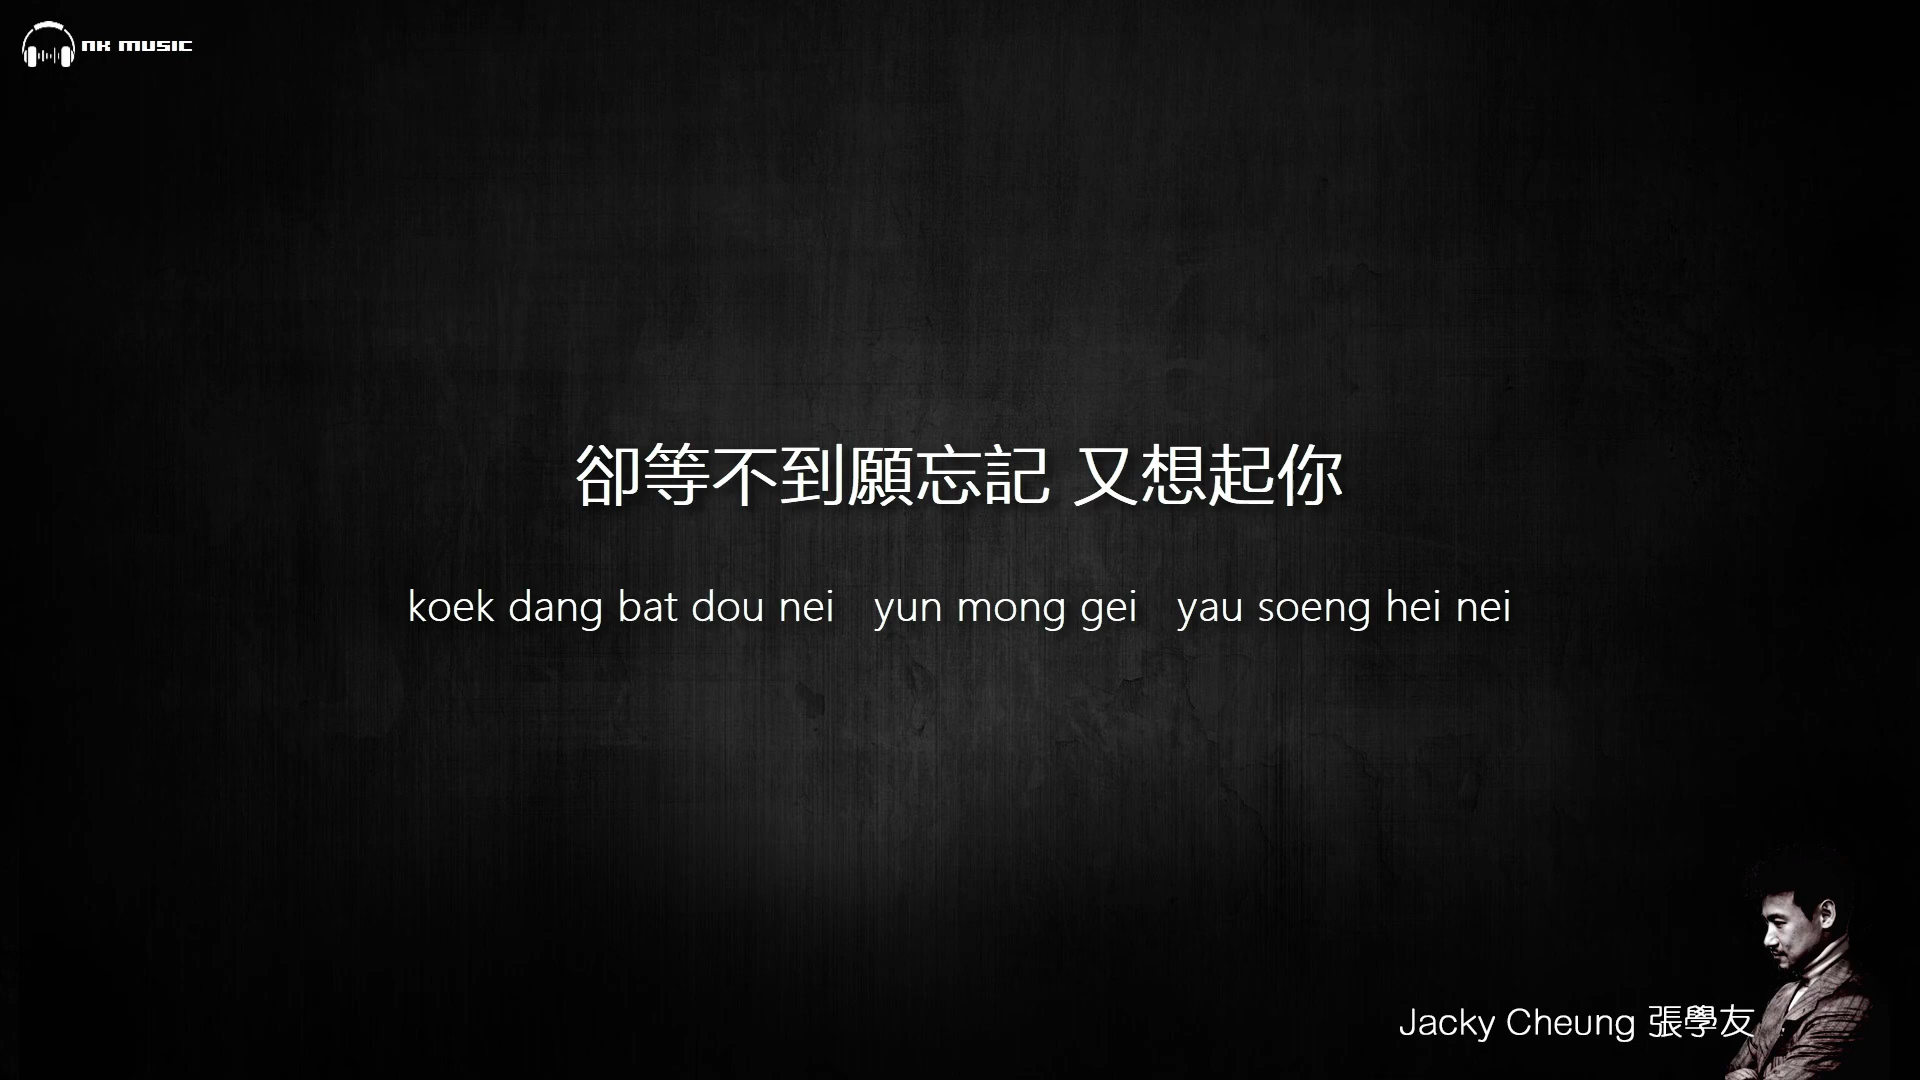 NK MUSIC
卻等不到願忘記 又想起你
koek dang bat dou nei yun mong gei yau soeng hei nei
Jacky Cheung 張學友